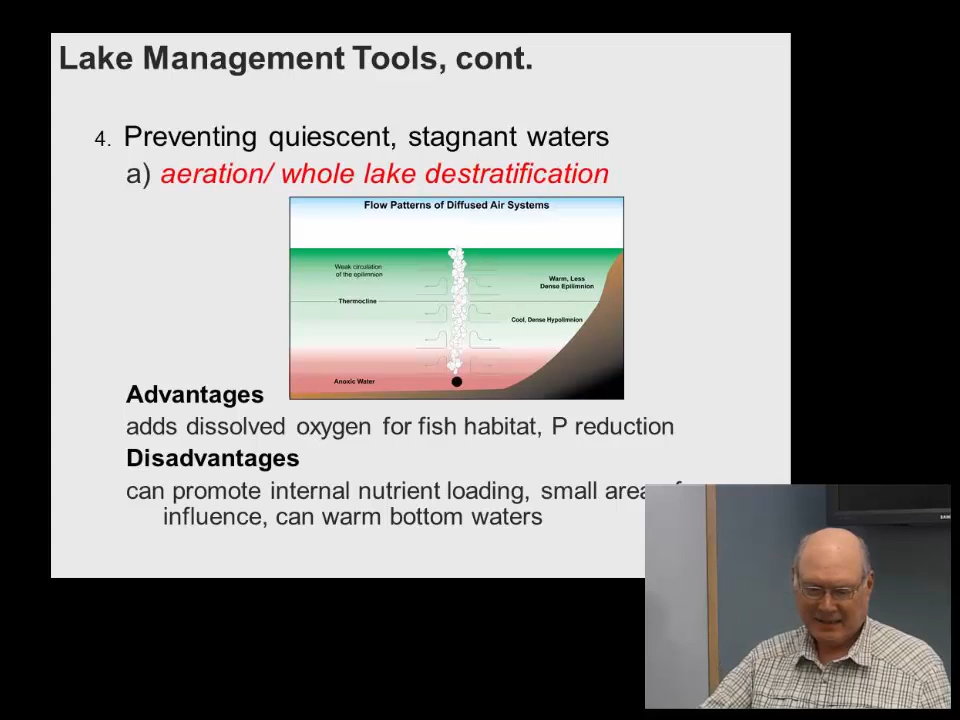 Lake Management Tools, cont.
4. Preventing quiescent, stagnant waters
a) aeration/ whole lake destratification
Flow Patterns of Diffused Air Systems
Weak circulation
of the epilimnion
Warm, Less
Dense Epilimnion
Thermocline
Cool, Dense Hypolimnion
Anoxic Water
Advantages
adds dissolved oxygen for fish habitat, P reduction
Disadvantages
can promote internal nutrient loading, small area
influence, can warm bottom waters